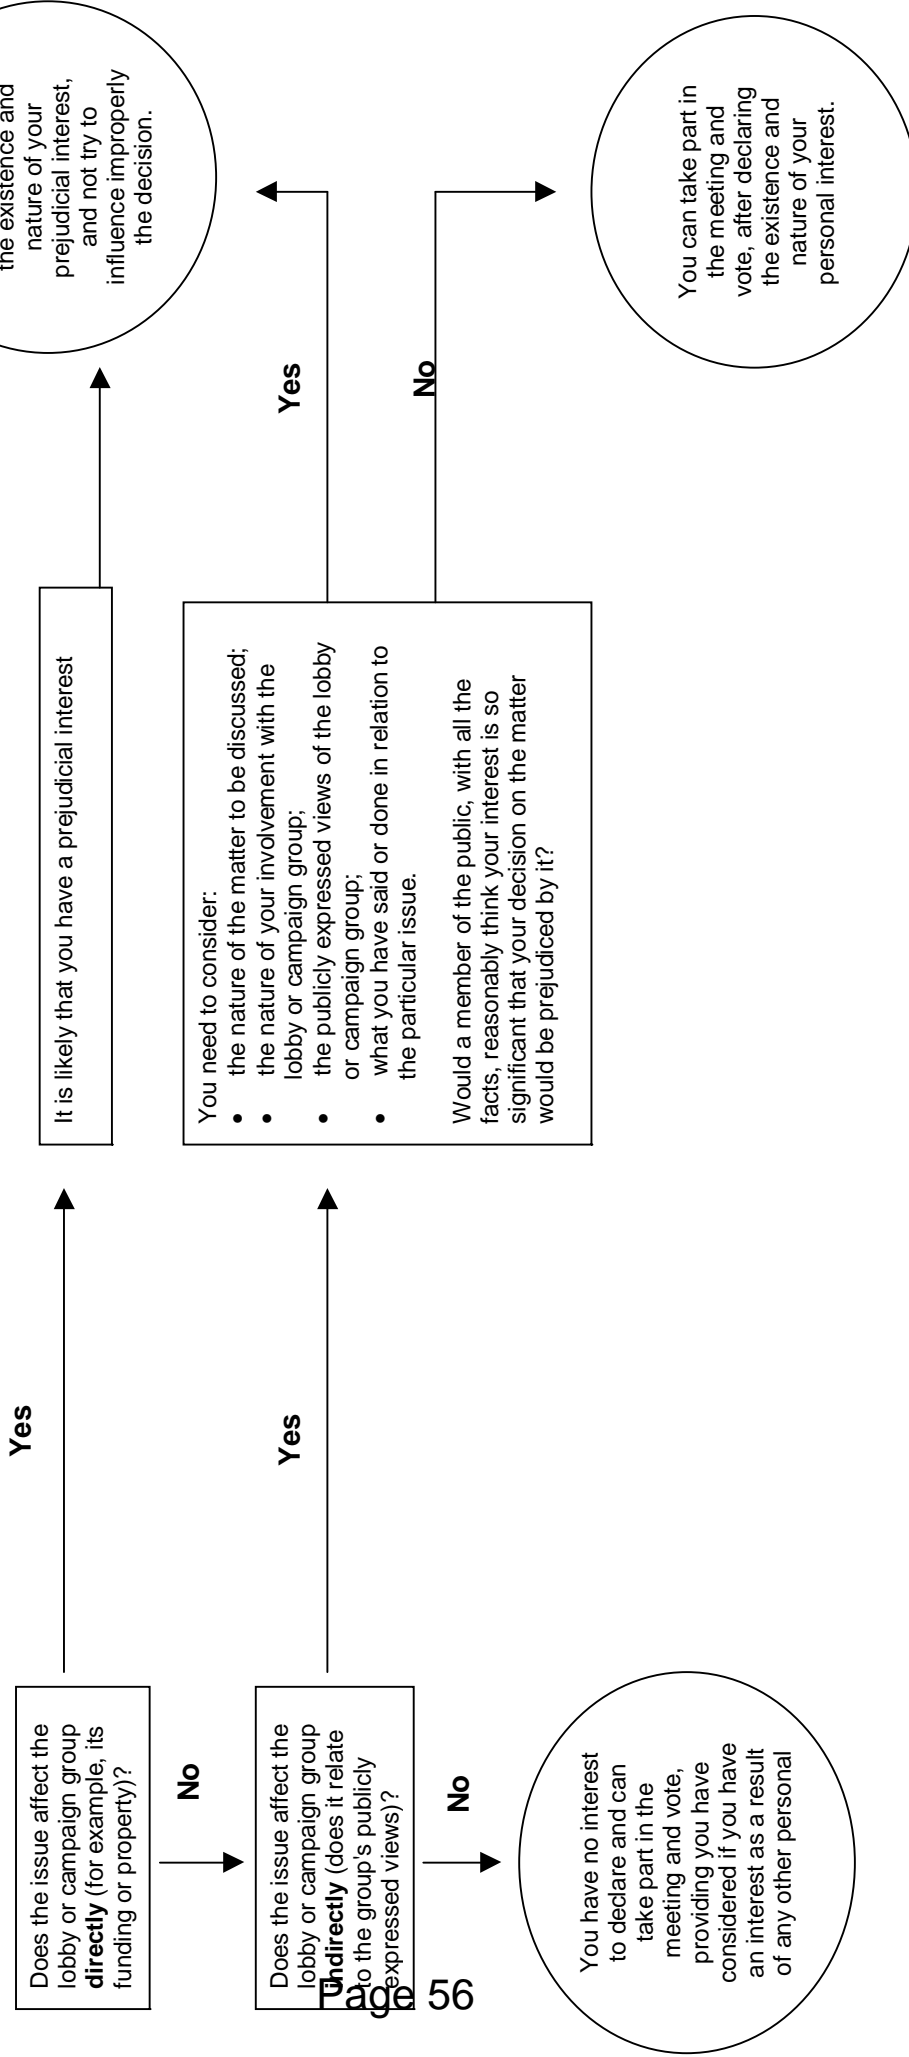 Does the issue affect the
lobby or campaign group
directly (for example, its
funding or property)?
Yes
It is likely that you have a prejudicial interest
the existence and
nature of your
prejudicial interest,
and not try to
influence improperly
the decision.
No
Does the issue affect the
lobby or campaign group
indirectly (does it relate
to the group's publicly
expressed views)?
Yes
You need to consider:
• the nature of the matter to be discussed;
• the nature of your involvement with the
lobby or campaign group;
• the publicly expressed views of the lobby
or campaign group;
• what you have said or done in relation to
the particular issue.
Would a member of the public, with all the
facts, reasonably think your interest is so
significant that your decision on the matter
would be prejudiced by it?
Yes
No
You can take part in
the meeting and
vote, after declaring
the existence and
nature of your
personal interest.
No
You have no interest
to declare and can
take part in the
meeting and vote,
providing you have
considered if you have
an interest as a result
of any other personal
Page 56